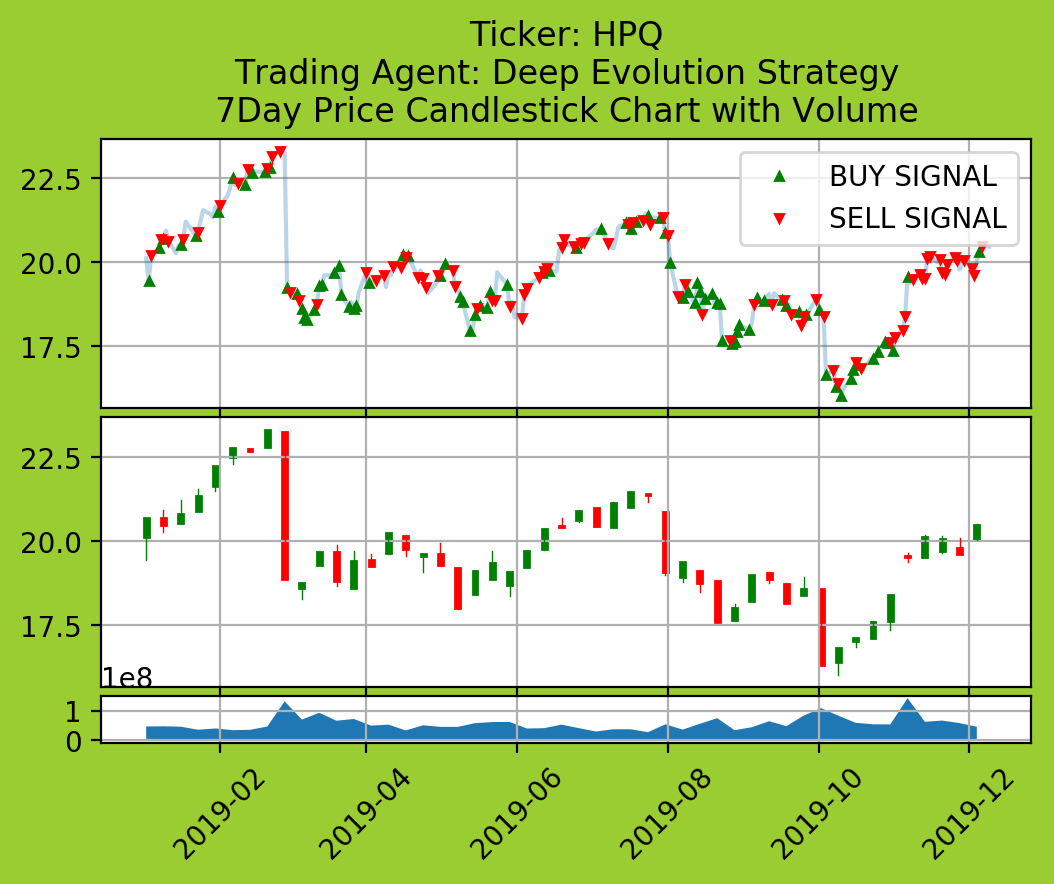 Ticker: HPQ
Trading Agent: Deep Evolution Strategy
7Day Price Candlestick Chart with Volume
22.5
20.0
17.5
BUY SIGNAL
SELL SIGNAL
22.5
20.0
17.5
1e8
1
0
2019-02
2019-04
2019-06
2019-08
2019-10
2019-12